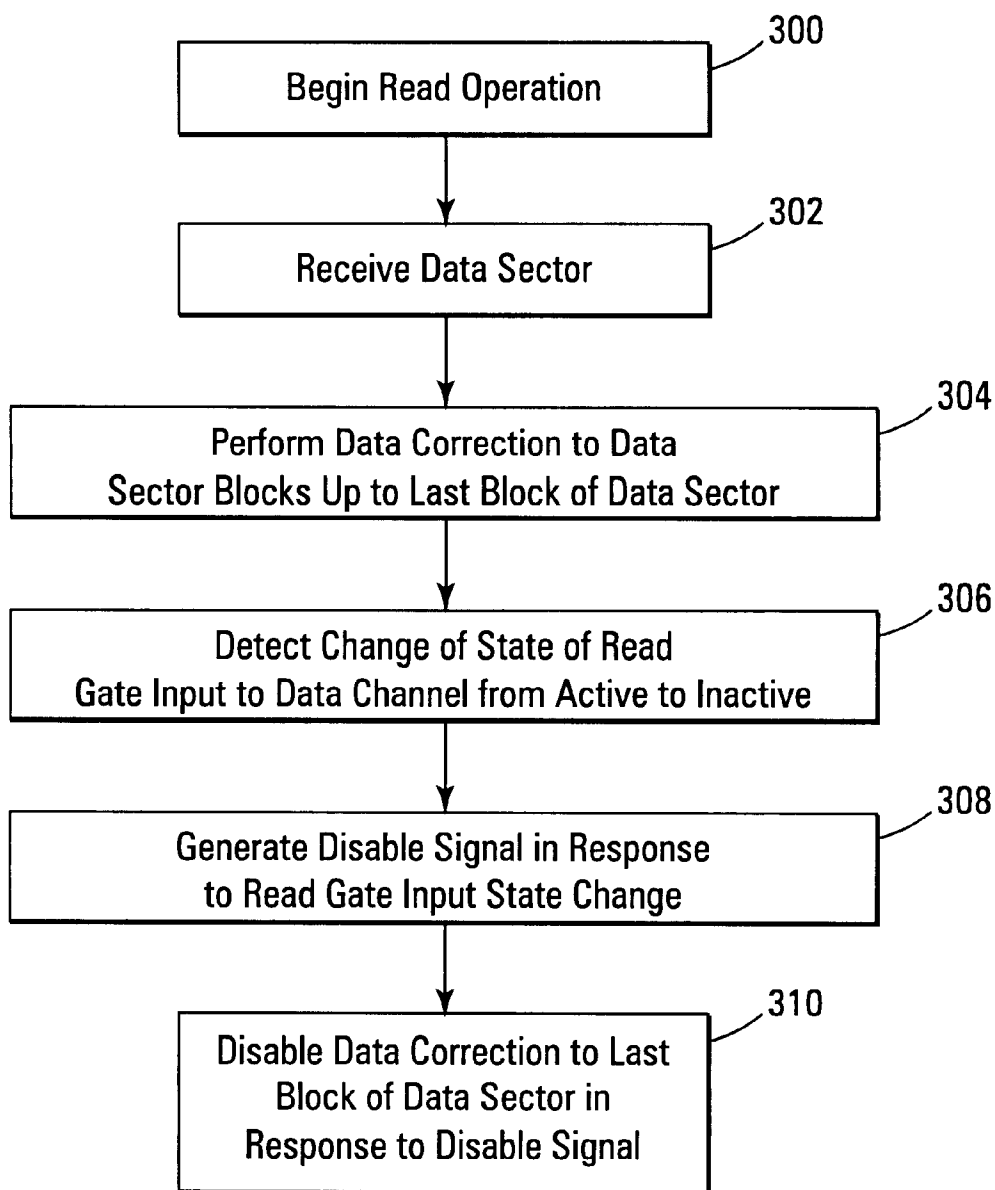 300
Begin Read Operation
302
Receive Data Sector
304
Perform Data Correction to Data
Sector Blocks Up to Last Block of Data Sector
306
Detect Change of State of Read
Gate Input to Data Channel from Active to Inactive
308
Generate Disable Signal in Response
to Read Gate Input State Change
310
Disable Data Correction to Last
Block of Data Sector in
Response to Disable Signal